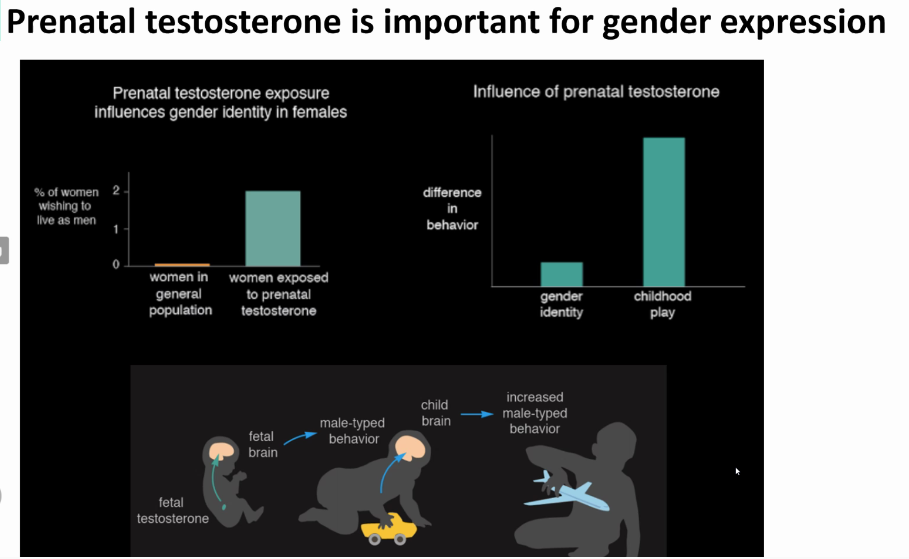 Prenatal testosterone is important for gender expression
Prenatal testosterone exposure
influences gender identity in females
% of women
wishing to
live as men
2
1
0
women in
general
population
women exposed
to prenatal
testosterone
Influence of prenatal testosterone
difference
in
behavior
gender
identity
childhood
play
fetal
testosterone
fetal
brain
male-typed
behavior
child
brain
increased
male-typed
behavior